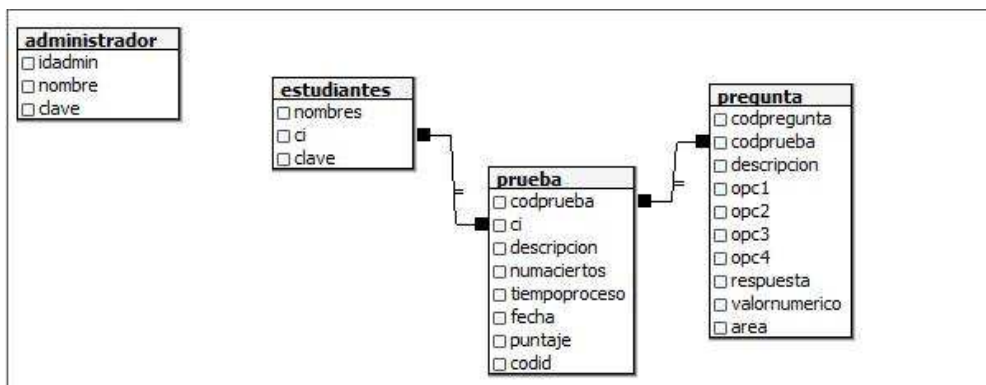 administrador
idadmin
nombre
clave
estudiantes
nombres
ci
clave
prueba
codprueba
ci
descripcion
numaciertos
tiempoproceso
fecha
puntaje
codid
pregunta
codpregunta
codprueba
descripcion
opc1
opc2
opc3
opc4
respuesta
valornumerico
area